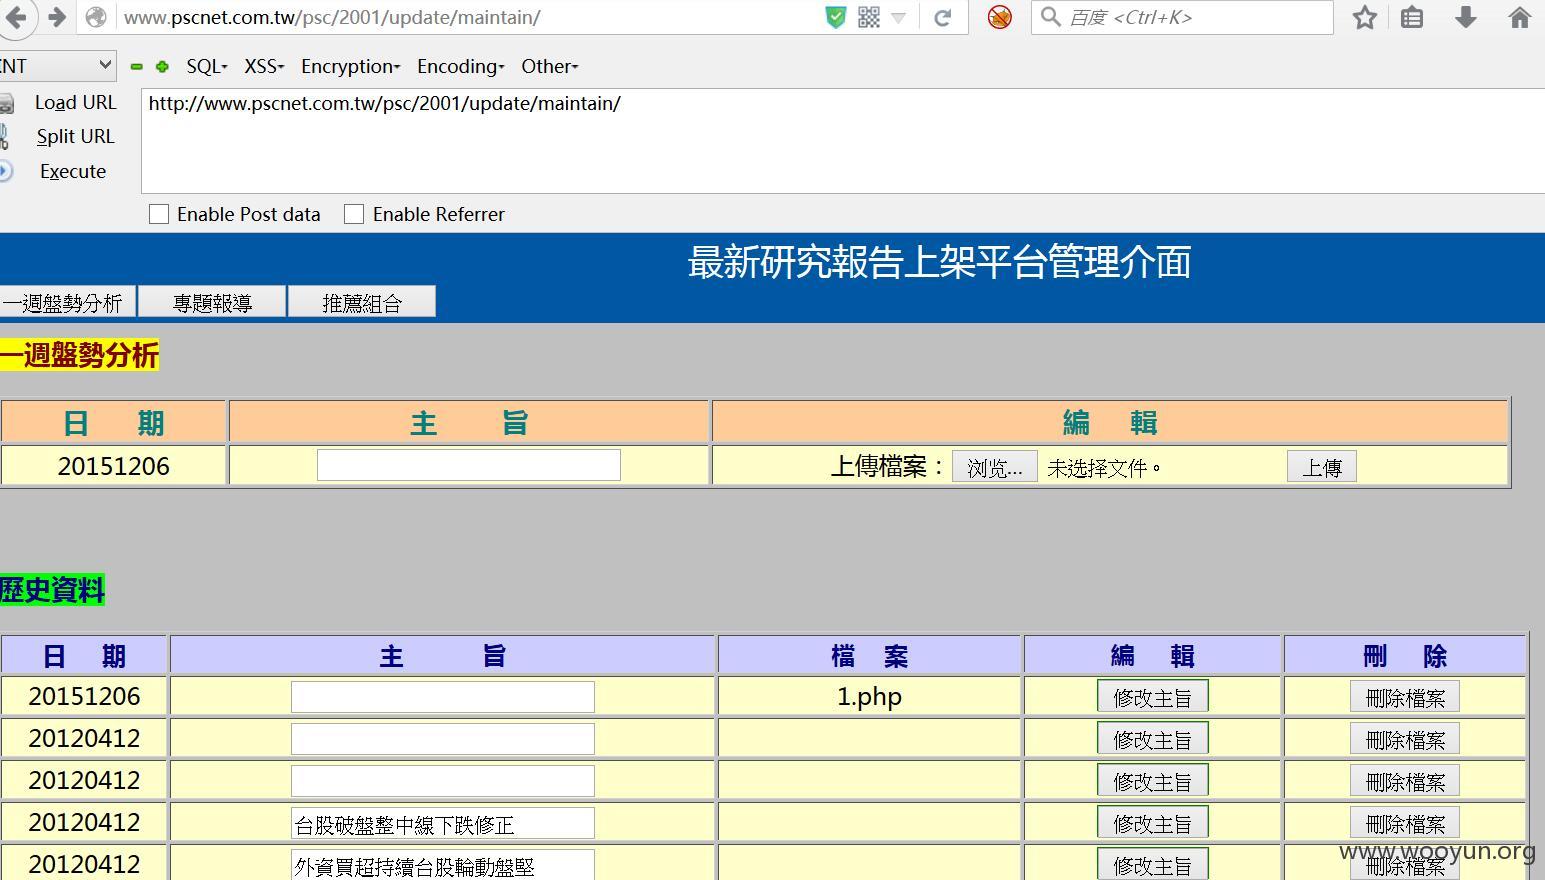 www.pscnet.com.tw/psc/2001/update/maintain/
百度 <Ctrl+K>
NT
SQL
XSS
Encryption
Encoding
Other
Load URL
http://www.pscnet.com.tw/psc/2001/update/maintain/
Split URL
Execute
Enable Post data
Enable Referrer
最新研究報告上架平台管理介面
一週盤勢分析 專題報導 推薦組合
一週盤勢分析
日 期 主 旨 編 輯
20151206 上傳檔案： 浏览... 未选择文件。 上傳
歷史資料
日 期 主 旨 檔 案 編 輯 刪 除
20151206 1.php 修改主旨 刪除檔案
20120412 修改主旨 刪除檔案
20120412 修改主旨 刪除檔案
20120412 台股破盤整中線下跌修正 修改主旨 刪除檔案
20120412 外資買超持續台股輪動盤堅 修改主旨 刪除檔案
www.wooyun.org